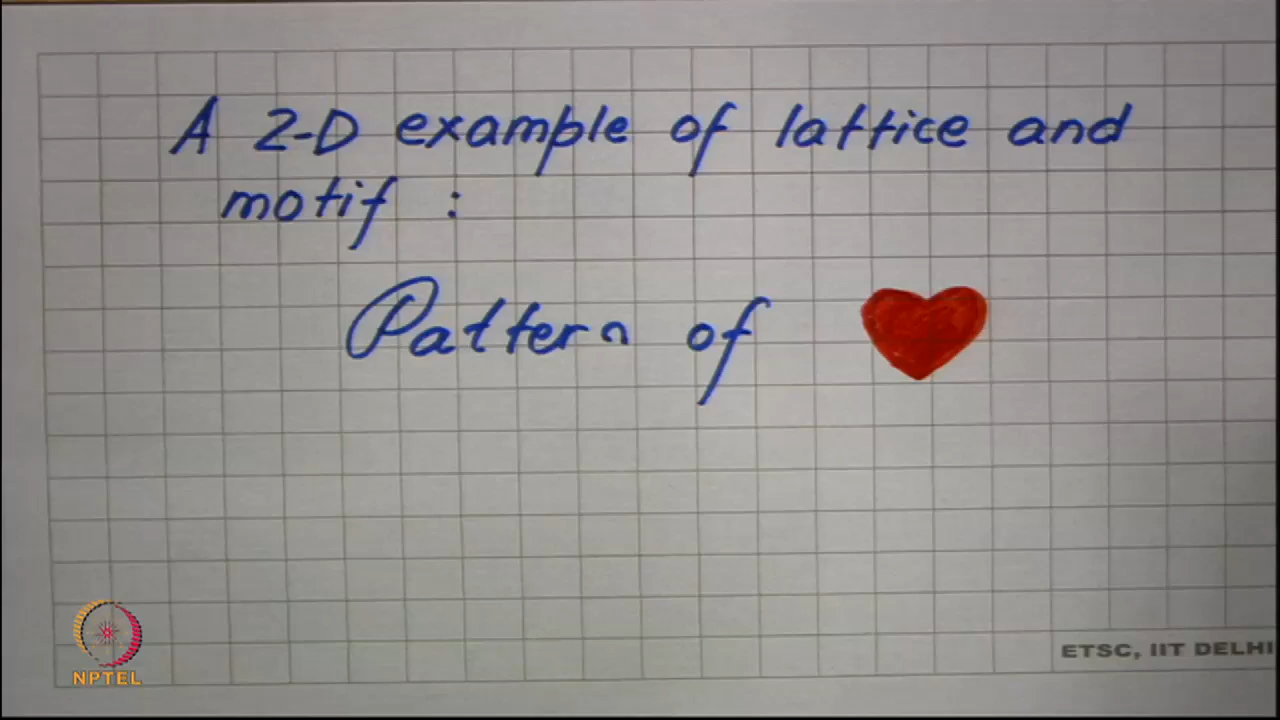 A 2-D example of lattice and
motif :
Pattern of
NPTEL
ETSC, IIT DELHI